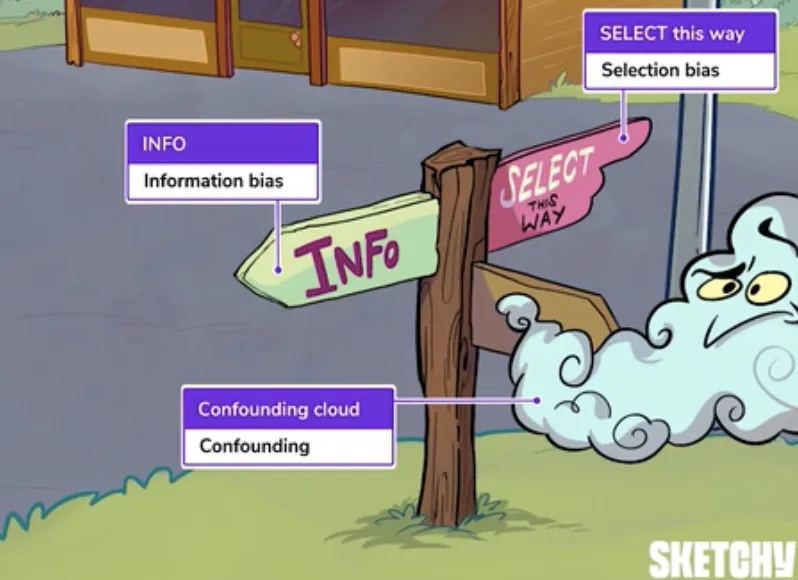 SELECT this way
Selection bias
INFO
Information bias
SELECT
THIS
WAY
INFO
Confounding cloud
Confounding
SKETCHY